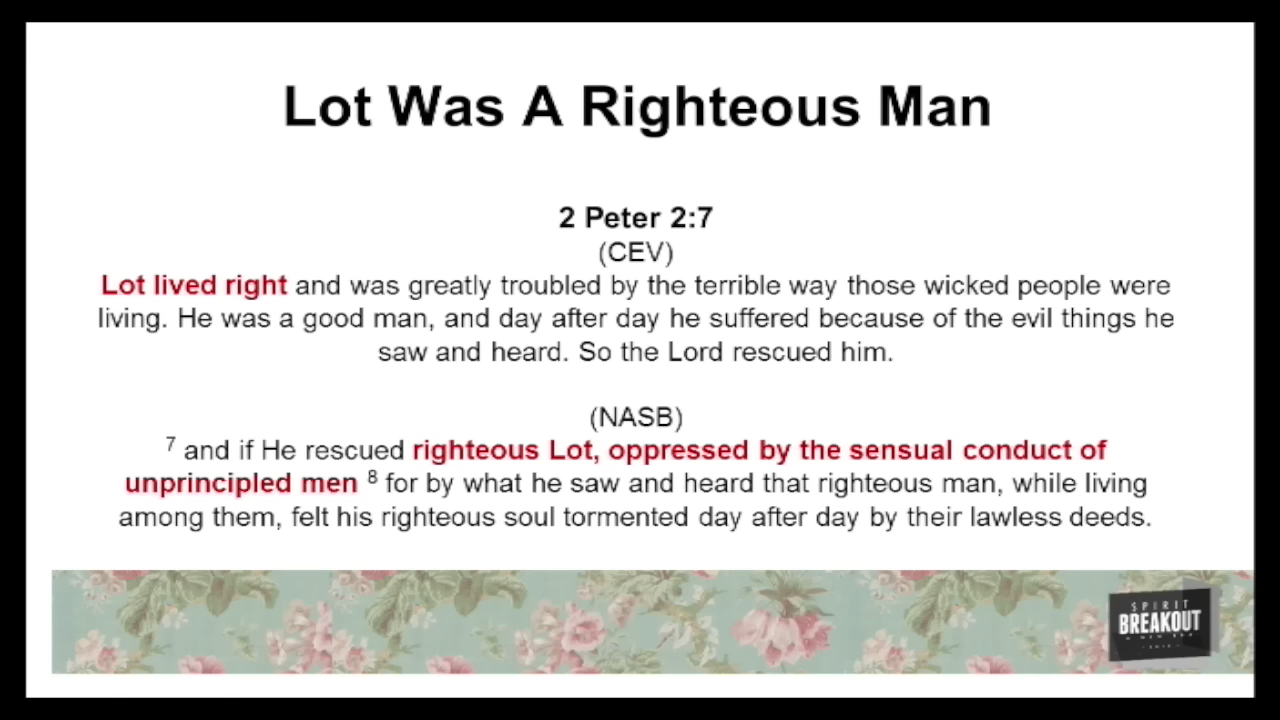 Lot Was A Righteous Man
2 Peter 2:7
(CEV)
Lot lived right and was greatly troubled by the terrible way those wicked people were
living. He was a good man, and day after day he suffered because of the evil things he
saw and heard. So the Lord rescued him.
(NASB)
7 and if He rescued righteous Lot, oppressed by the sensual conduct of
unprincipled men 8 for by what he saw and heard that righteous man, while living
among them, felt his righteous soul tormented day after day by their lawless deeds.
SPIRIT
BREAKOUT